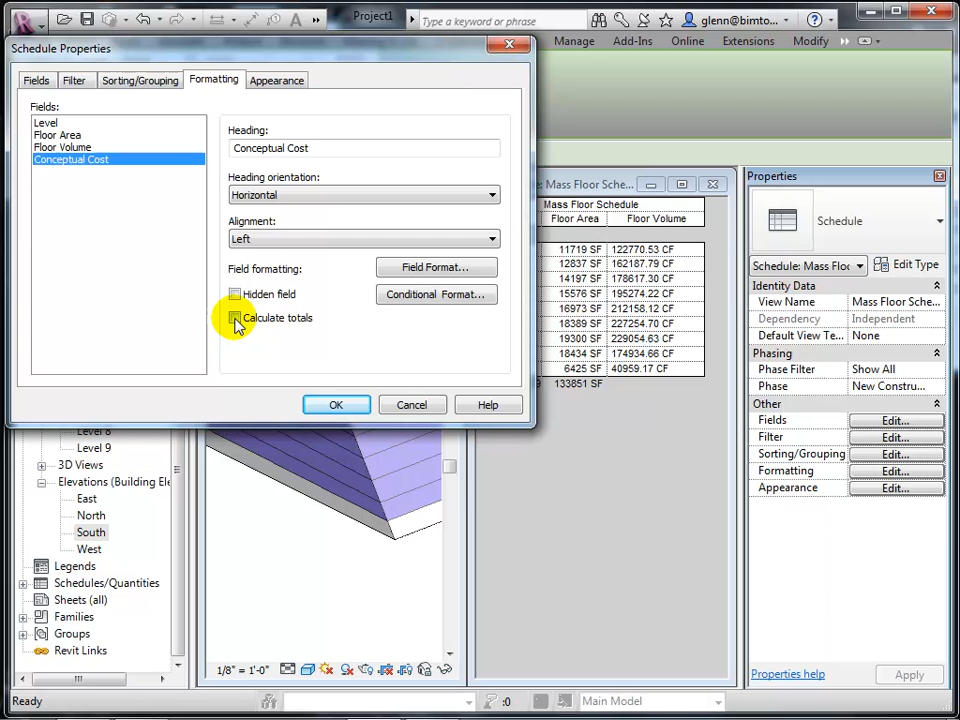 Project1
Type a keyword or phrase
glenn@bimto...
Manage Add-Ins Online Extensions Modify
Schedule Properties
Fields Filter Sorting/Grouping Formatting Appearance
Fields:
Level
Floor Area
Floor Volume
Conceptual Cost
Heading:
Conceptual Cost
Heading orientation:
Horizontal
Alignment:
Left
Field formatting:
Field Format...
Hidden field
Conditional Format...
Calculate totals
OK Cancel Help
: Mass Floor Sche...
Mass Floor Schedule
Floor Area Floor Volume
11719 SF 122770.53 CF
12837 SF 162187.79 CF
14197 SF 178617.30 CF
15576 SF 195274.22 CF
16973 SF 212158.12 CF
18389 SF 227254.70 CF
19300 SF 229054.63 CF
18434 SF 174934.66 CF
6425 SF 40959.17 CF
9 133851 SF
Properties
Schedule
Schedule: Mass Floo
Edit Type
Identity Data
View Name Mass Floor Sche...
Dependency Independent
Default View Te... None
Phasing
Phase Filter Show All
Phase New Constru...
Other
Fields Edit...
Filter Edit...
Sorting/Grouping Edit...
Formatting Edit...
Appearance Edit...
Properties help
Apply
Level 8
Level 9
3D Views
Elevations (Building Ele
East
North
South
West
Legends
Schedules/Quantities
Sheets (all)
Families
Groups
Revit Links
1/8" = 1'-0"
Ready
:0
Main Model